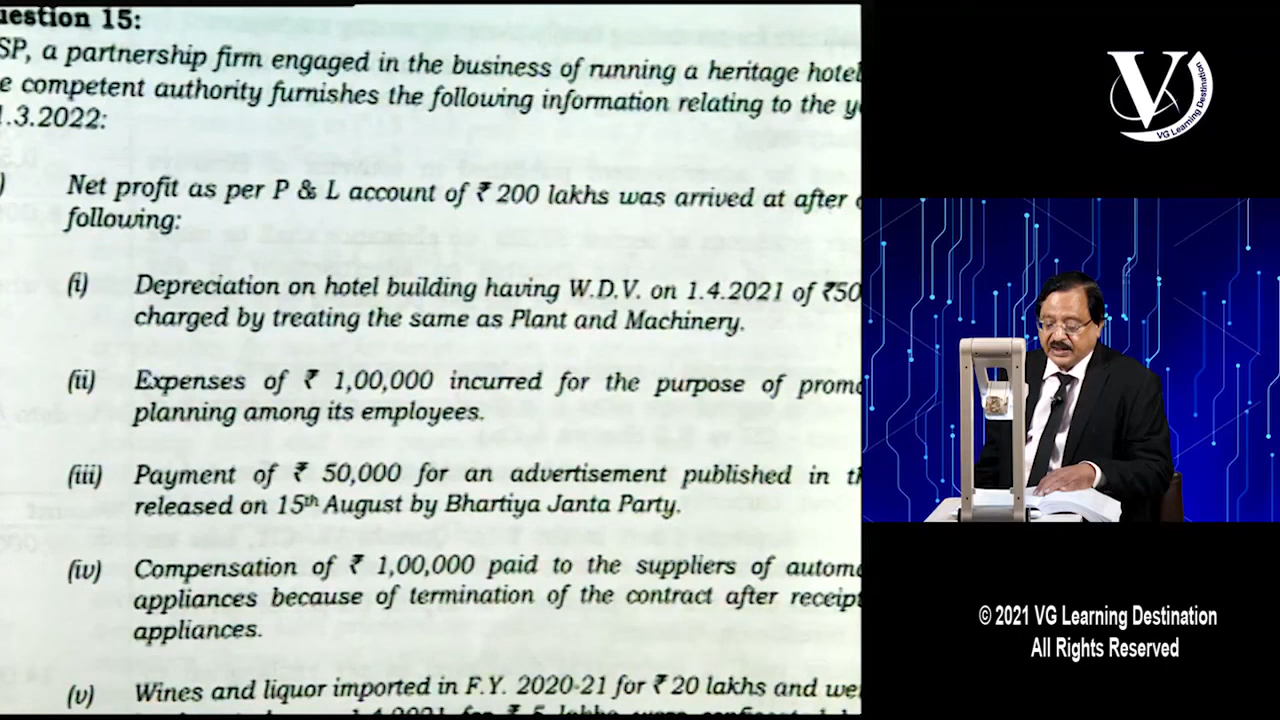 uestion 15:
SP, a partnership firm engaged in the business of running a heritage hotel
e competent authority furnishes the following information relating to the y
1.3.2022:
) Net profit as per P & L account of ₹ 200 lakhs was arrived at after
following:
(i) Depreciation on hotel building having W.D.V. on 1.4.2021 of ₹50
charged by treating the same as Plant and Machinery.
(ii) Expenses of ₹ 1,00,000 incurred for the purpose of promo
planning among its employees.
(iii) Payment of ₹ 50,000 for an advertisement published in th
released on 15th August by Bhartiya Janta Party.
(iv) Compensation of ₹ 1,00,000 paid to the suppliers of automa
appliances because of termination of the contract after receipt
appliances.
(v) Wines and liquor imported in F.Y. 2020-21 for ₹ 20 lakhs and we
V
VG Learning Destination
© 2021 VG Learning Destination
All Rights Reserved